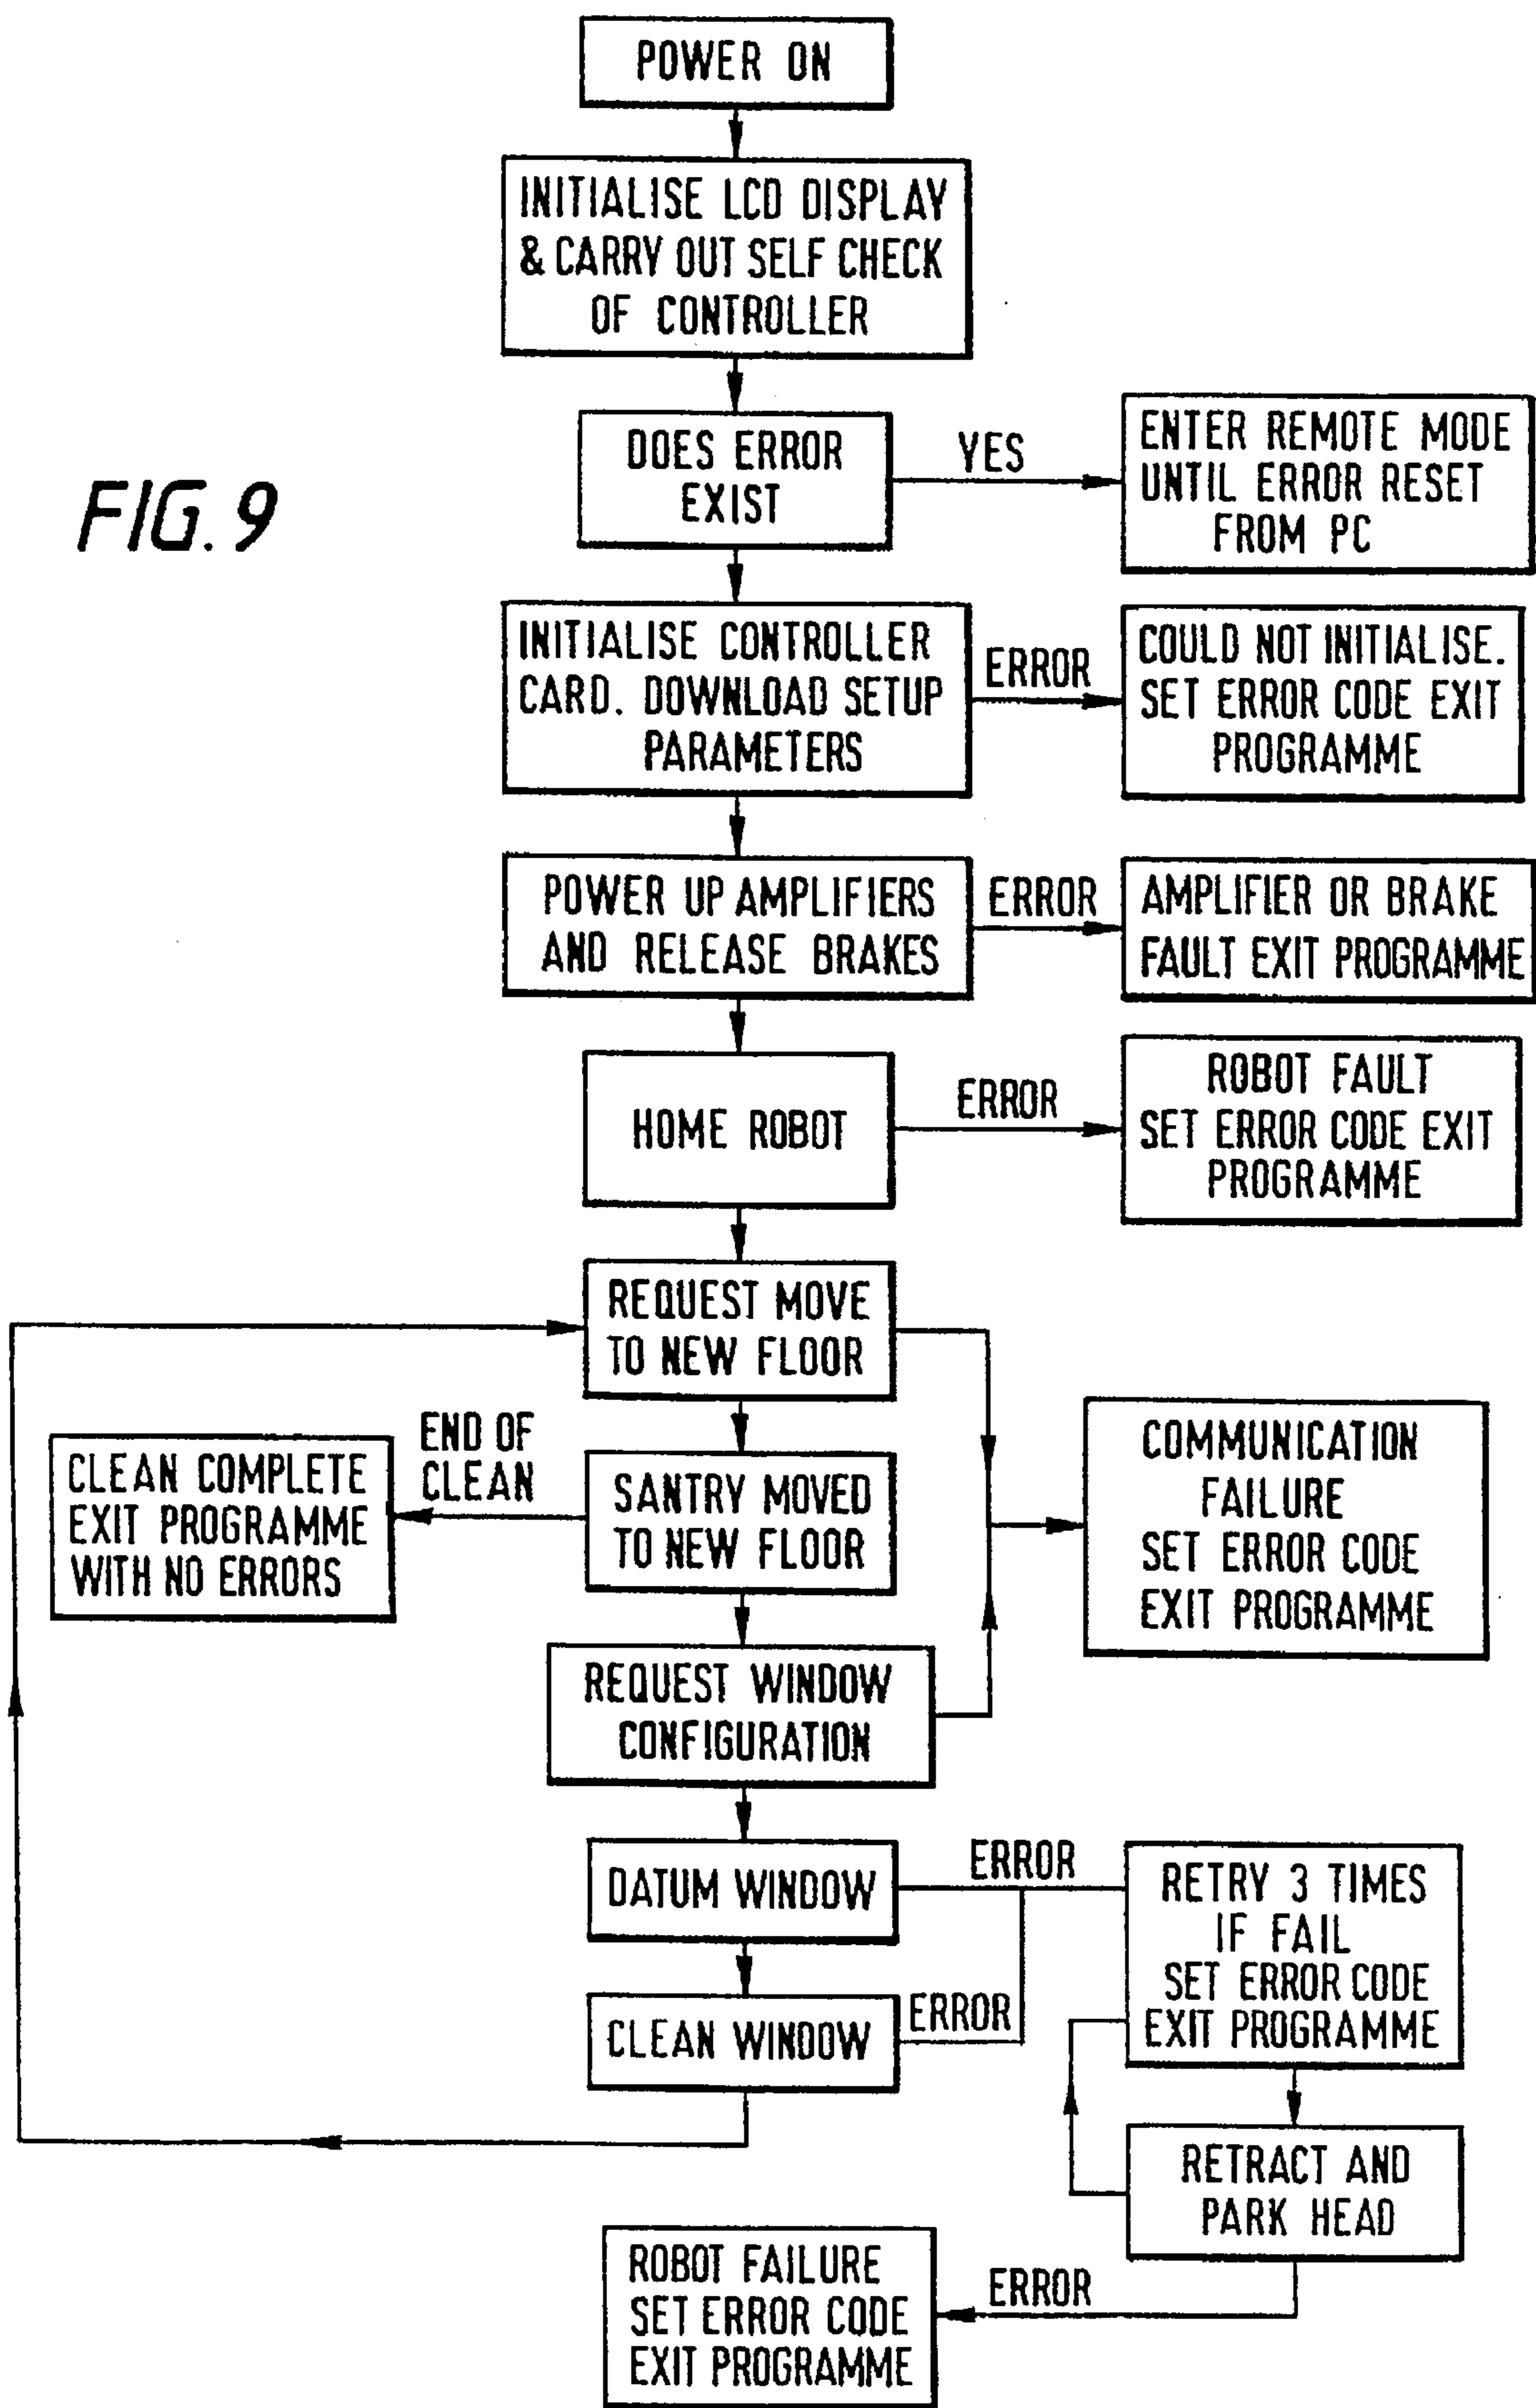 POWER ON
INITIALISE LCD DISPLAY
& CARRY OUT SELF CHECK
OF CONTROLLER
DOES ERROR
EXIST
YES
ENTER REMOTE MODE
UNTIL ERROR RESET
FROM PC
FIG. 9
INITIALISE CONTROLLER
CARD. DOWNLOAD SETUP
PARAMETERS
ERROR
COULD NOT INITIALISE.
SET ERROR CODE EXIT
PROGRAMME
POWER UP AMPLIFIERS
AND RELEASE BRAKES
ERROR
AMPLIFIER OR BRAKE
FAULT EXIT PROGRAMME
HOME ROBOT
ERROR
ROBOT FAULT
SET ERROR CODE EXIT
PROGRAMME
REQUEST MOVE
TO NEW FLOOR
SANTRY MOVED
TO NEW FLOOR
END OF
CLEAN
CLEAN COMPLETE
EXIT PROGRAMME
WITH NO ERRORS
COMMUNICATION
FAILURE
SET ERROR CODE
EXIT PROGRAMME
REQUEST WINDOW
CONFIGURATION
DATUM WINDOW
ERROR
RETRY 3 TIMES
IF FAIL
SET ERROR CODE
EXIT PROGRAMME
CLEAN WINDOW
ERROR
RETRACT AND
PARK HEAD
ERROR
ROBOT FAILURE
SET ERROR CODE
EXIT PROGRAMME